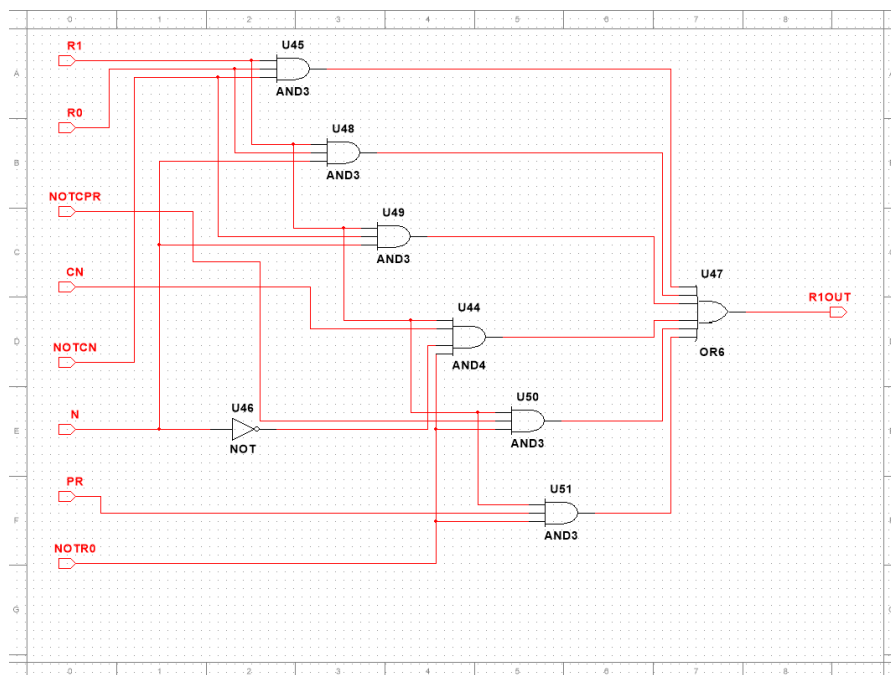 0 1 2 3 4 5 6 7 8
R1
U45
A
AND3
R0
U48
B
AND3
NOTCPR
U49
C
AND3
CN
U47
R1OUT
U44
D
NOTCN
AND4
OR6
N
U46
U50
E
NOT
AND3
PR
U51
F
AND3
NOTR0
G
0 1 2 3 4 5 6 7 8